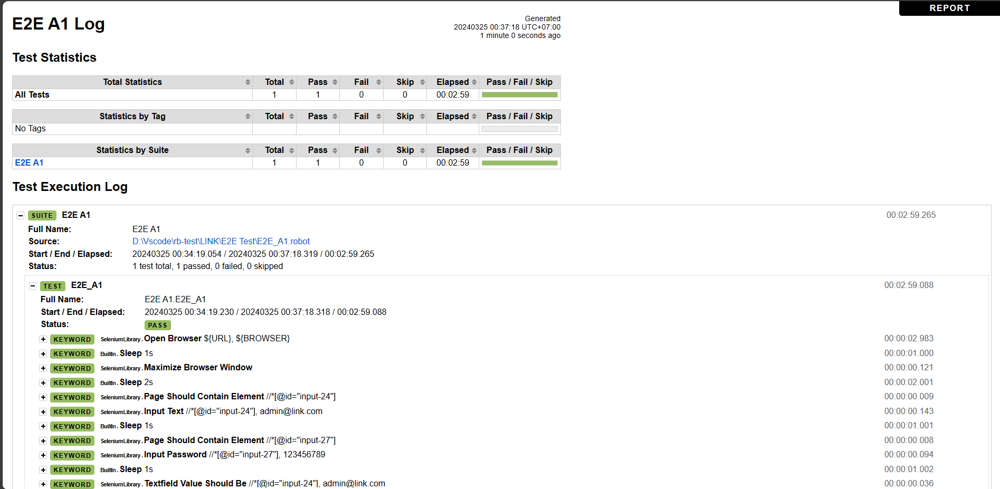 REPORT
E2E A1 Log
Generated
20240325 00:37:18 UTC+07:00
1 minute 0 seconds ago
Test Statistics
Total Statistics Total Pass Fail Skip Elapsed Pass / Fail / Skip
All Tests 1 1 0 0 00:02:59
Statistics by Tag Total Pass Fail Skip Elapsed Pass / Fail / Skip
No Tags
Statistics by Suite Total Pass Fail Skip Elapsed Pass / Fail / Skip
E2E A1 1 1 0 0 00:02:59
Test Execution Log
SUITE E2E A1 00:02:59.265
Full Name: E2E A1
Source: D:\Vscode\rb-test\LINK\E2E Test\E2E_A1.robot
Start / End / Elapsed: 20240325 00:34:19.054 / 20240325 00:37:18.319 / 00:02:59.265
Status: 1 test total, 1 passed, 0 failed, 0 skipped
TEST E2E_A1 00:02:59.088
Full Name: E2E A1.E2E_A1
Start / End / Elapsed: 20240325 00:34:19.230 / 20240325 00:37:18.318 / 00:02:59.088
Status: PASS
KEYWORD SeleniumLibrary.Open Browser ${URL}, ${BROWSER} 00:00:02.983
KEYWORD BuiltIn.Sleep 1s 00:00:01.000
KEYWORD SeleniumLibrary.Maximize Browser Window 00:00:00.121
KEYWORD BuiltIn.Sleep 2s 00:00:02.001
KEYWORD SeleniumLibrary.Page Should Contain Element //*[@id="input-24"] 00:00:00.009
KEYWORD SeleniumLibrary.Input Text //*[@id="input-24"], admin@link.com 00:00:00.143
KEYWORD BuiltIn.Sleep 1s 00:00:01.001
KEYWORD SeleniumLibrary.Page Should Contain Element //*[@id="input-27"] 00:00:00.008
KEYWORD SeleniumLibrary.Input Password //*[@id="input-27"], 123456789 00:00:00.094
KEYWORD BuiltIn.Sleep 1s 00:00:01.002
KEYWORD SeleniumLibrary.Textfield Value Should Be //*[@id="input-24"], admin@link.com 00:00:00.036